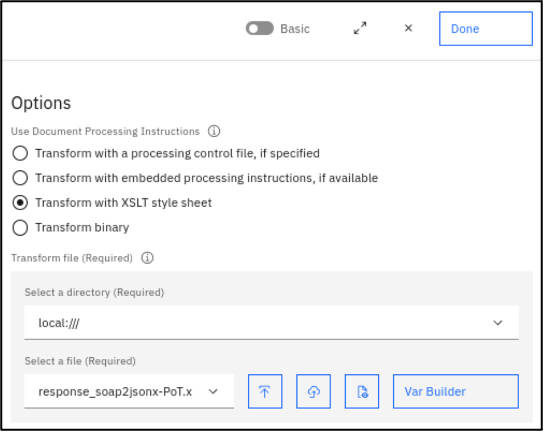 Basic
Done
Options
Use Document Processing Instructions
Transform with a processing control file, if specified
Transform with embedded processing instructions, if available
Transform with XSLT style sheet
Transform binary
Transform file (Required)
Select a directory (Required)
local:///
Select a file (Required)
response_soap2jsonx-PoT.x
Var Builder